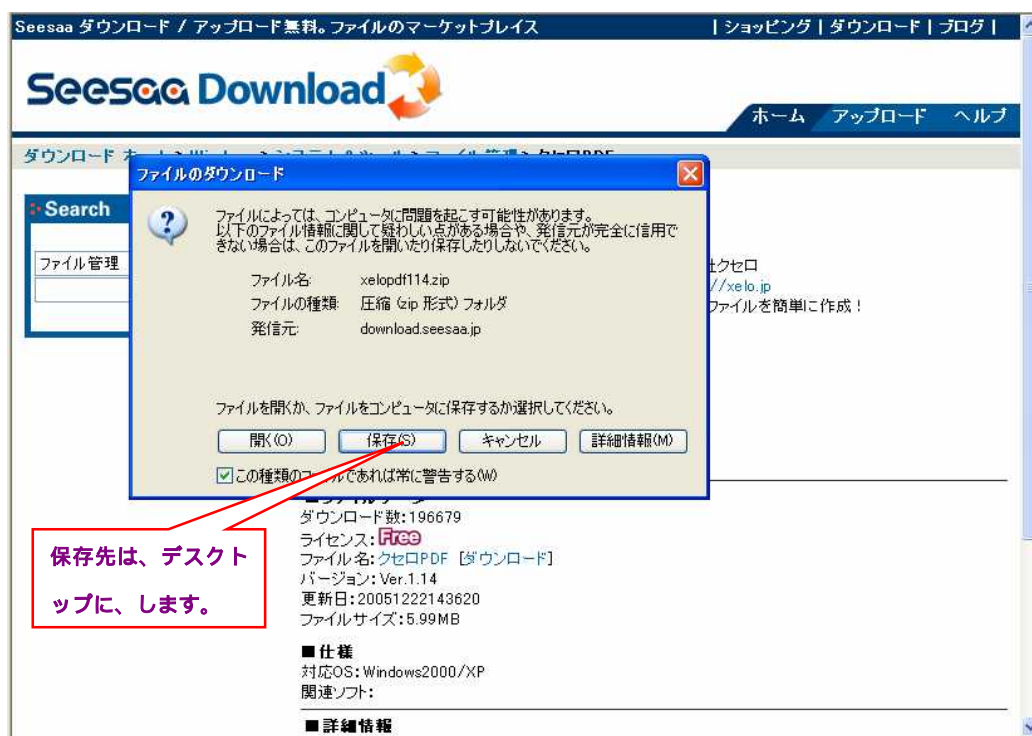 Seesaa ダウンロード / アップロード無料。ファイルのマーケットプレイス | ショッピング | ダウンロード | ブログ |
Seesaa Download
ホーム アップロード ヘルプ
ダウンロード
クセロPDF
ファイルのダウンロード
Search
ファイルによっては、コンピュータに問題を起こす可能性があります。
以下のファイル情報に関して疑わしい点がある場合や、発信元が完全に信用で
きない場合は、このファイルを開いたり保存したりしないでください。
ファイル管理
ファイル名: xelopdf114.zip
ファイルの種類: 圧縮 (zip 形式) フォルダ
発信元: download.seesaa.jp
クセロ
//xelo.jp
ファイルを簡単に作成!
ファイルを開くか、ファイルをコンピュータに保存するか選択してください。
開く(O) 保存(S) キャンセル 詳細情報(M)
この種類のファイルであれば常に警告する(W)
ダウンロード数:196679
ライセンス:Free
ファイル名:クセロPDF [ダウンロード]
バージョン:Ver.1.14
更新日:20051222143620
ファイルサイズ:5.99MB
保存先は、デスクト
ップに、します。
■仕様
対応OS:Windows2000/XP
関連ソフト:
■詳細情報